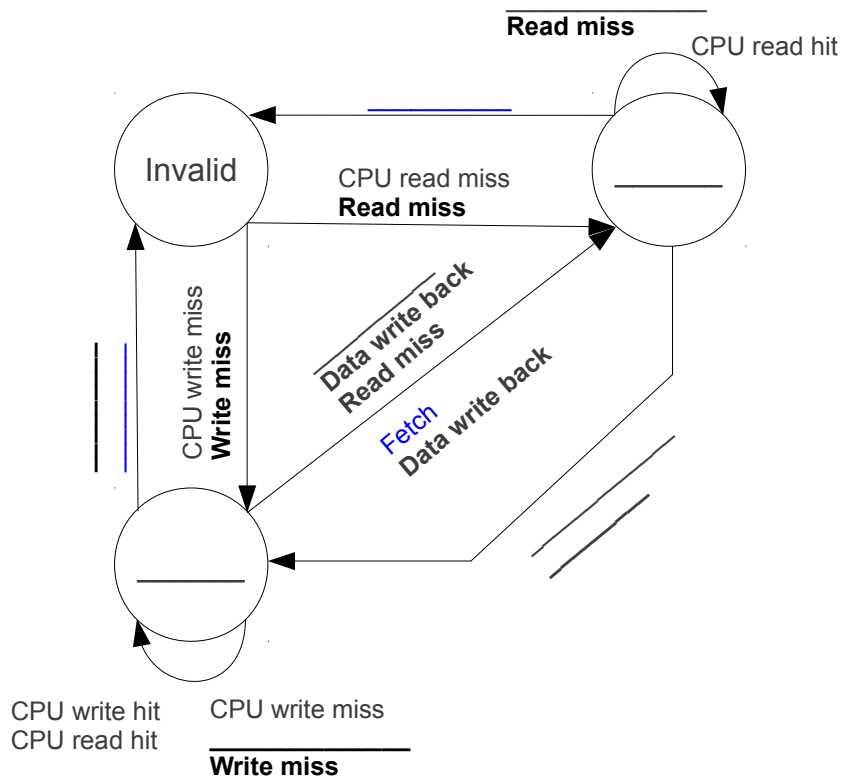 Read miss
CPU read hit
Invalid
CPU read miss
Read miss
CPU write miss
Write miss
Data write back
Read miss
Fetch
Data write back
CPU write hit
CPU read hit
CPU write miss
Write miss